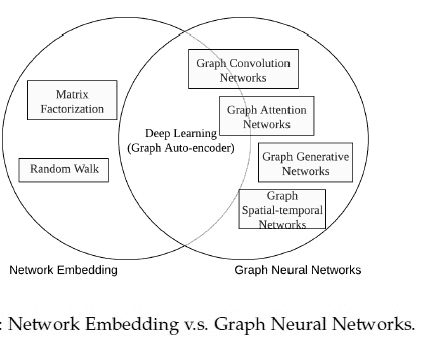 Graph Convolution
Networks
Matrix
Factorization
Graph Attention
Networks
Deep Learning
(Graph Auto-encoder)
Graph Generative
Networks
Random Walk
Graph
Spatial-temporal
Networks
Network Embedding
Graph Neural Networks
: Network Embedding v.s. Graph Neural Networks.